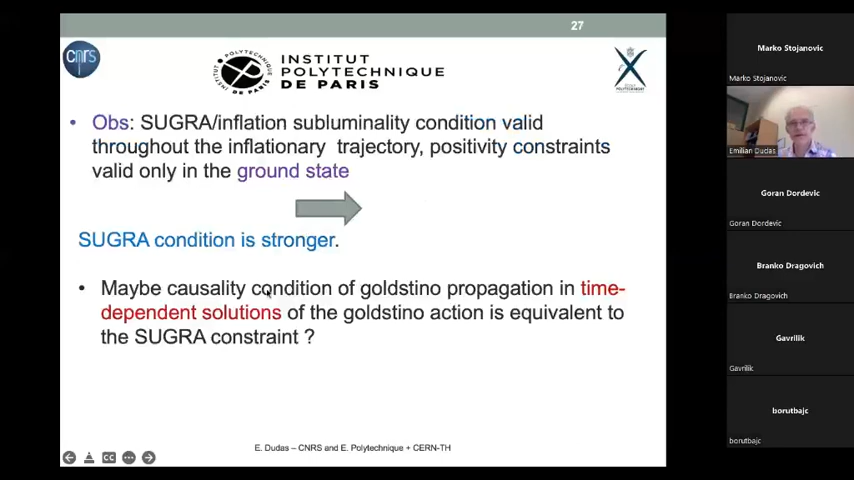 27
cnrs
INSTITUT
POLYTECHNIQUE
DE PARIS
• Obs: SUGRA/inflation subluminality condition valid
throughout the inflationary trajectory, positivity constraints
valid only in the ground state
SUGRA condition is stronger.
• Maybe causality condition of goldstino propagation in time-
dependent solutions of the goldstino action is equivalent to
the SUGRA constraint ?
E. Dudas – CNRS and E. Polytechnique + CERN-TH
Marko Stojanovic
Marko Stojanovic
Emilian Dudas
Goran Dordevic
Goran Dordevic
Branko Dragovich
Branko Dragovich
Gavrilik
Gavrilik
borutbajc
borutbajc